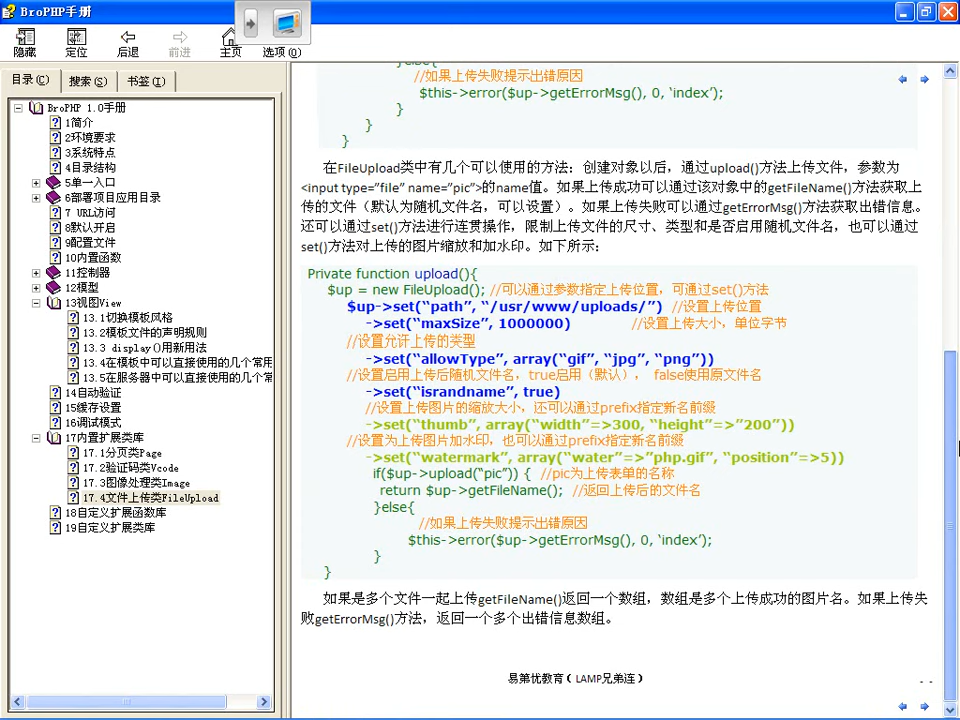 BroPHP手册
隐藏 定位 后退 前进 主页 选项(O)
目录(C) 搜索(S) 书签(I)
BroPHP 1.0手册
1简介
2环境要求
3系统特点
4目录结构
5单一入口
6部署项目应用目录
7 URL访问
8默认开启
9配置文件
10内置函数
11控制器
12模型
13视图View
13.1切换模板风格
13.2模板文件的声明规则
13.3 display()用新用法
13.4在模板中可以直接使用的几个常用
13.5在服务器中可以直接使用的几个常
14自动验证
15缓存设置
16调试模式
17内置扩展类库
17.1分页类Page
17.2验证码类Vcode
17.3图像处理类Image
17.4文件上传类FileUpload
18自定义扩展函数库
19自定义扩展类库
}else{
//如果上传失败提示出错原因
$this->error($up->getErrorMsg(), 0, ‘index’);
}
}
}
在FileUpload类中有几个可以使用的方法：创建对象以后，通过upload()方法上传文件，参数为
<input type=”file” name=”pic”>的name值。如果上传成功可以通过该对象中的getFileName()方法获取上
传的文件（默认为随机文件名，可以设置）。如果上传失败可以通过getErrorMsg()方法获取出错信息。
还可以通过set()方法进行连贯操作，限制上传文件的尺寸、类型和是否启用随机文件名，也可以通过
set()方法对上传的图片缩放和加水印。如下所示：
Private function upload(){
$up = new FileUpload(); //可以通过参数指定上传位置，可通过set()方法
$up->set(“path”, “/usr/www/uploads/”) //设置上传位置
->set(“maxSize”, 1000000) //设置上传大小，单位字节
//设置允许上传的类型
->set(“allowType”, array(“gif”, “jpg”, “png”))
//设置启用上传后随机文件名，true启用（默认）， false使用原文件名
->set(“israndname”, true)
//设置上传图片的缩放大小，还可以通过prefix指定新名前缀
->set(“thumb”, array(“width”=>300, “height”=>”200”))
//设置为上传图片加水印，也可以通过prefix指定新名前缀
->set(“watermark”, array(“water”=>”php.gif”, “position”=>5))
if($up->upload(“pic”)) { //pic为上传表单的名称
return $up->getFileName(); //返回上传后的文件名
}else{
//如果上传失败提示出错原因
$this->error($up->getErrorMsg(), 0, ‘index’);
}
}
如果是多个文件一起上传getFileName()返回一个数组，数组是多个上传成功的图片名。如果上传失
败getErrorMsg()方法，返回一个多个出错信息数组。
易第优教育（LAMP兄弟连） - -